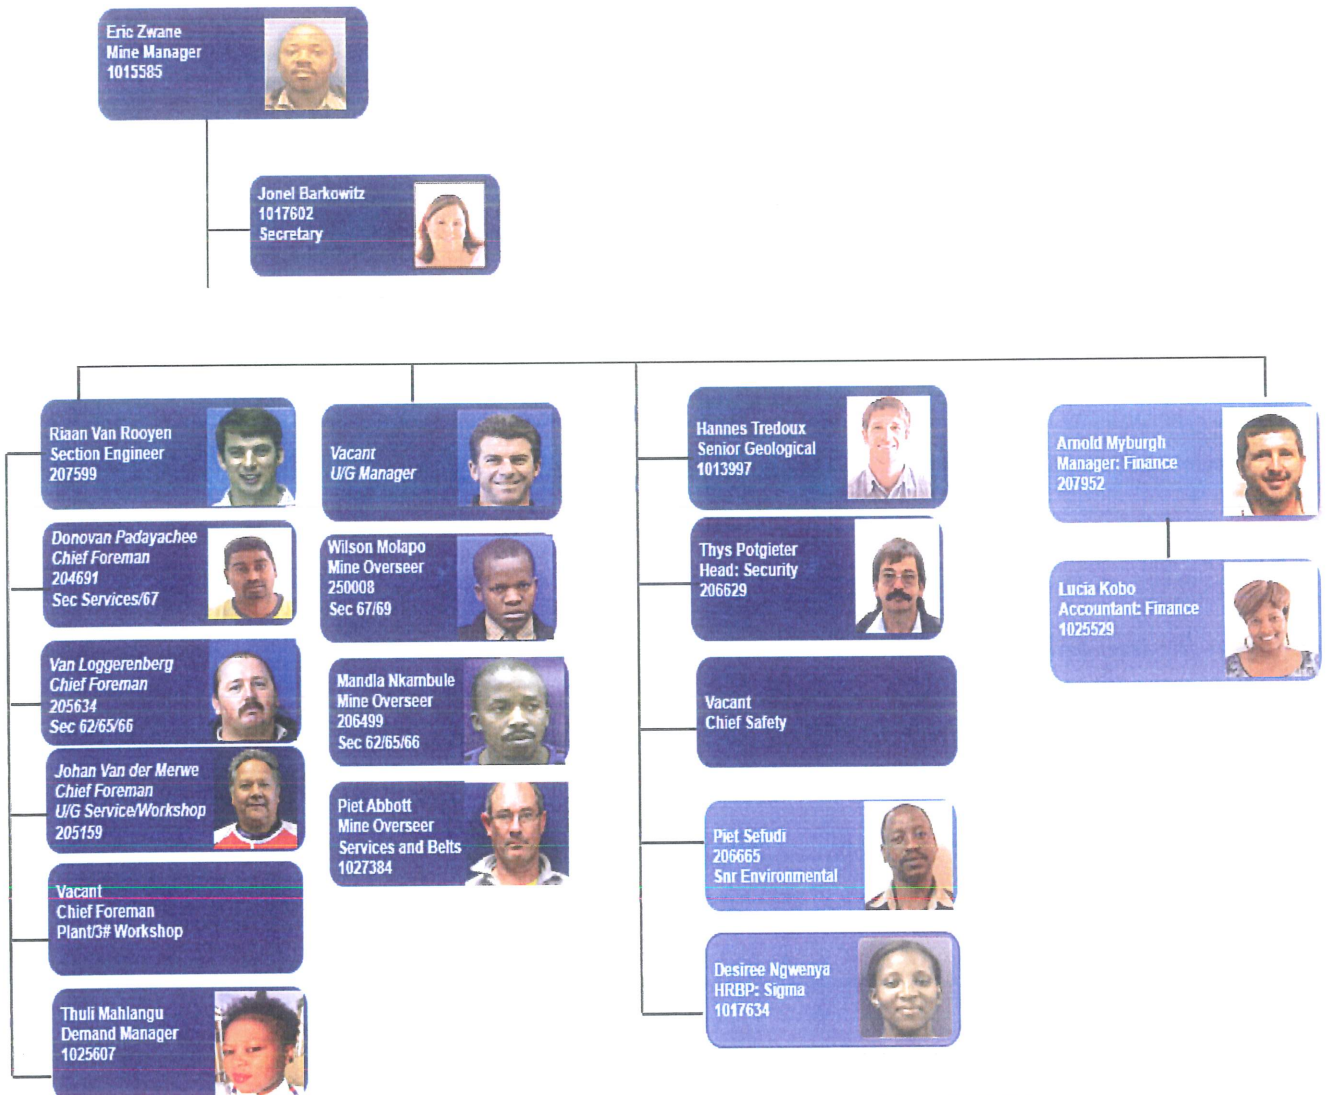 Eric Zwane
Mine Manager
1015585
Jonel Barkowitz
1017602
Secretary
Riaan Van Rooyen
Section Engineer
207599
Donovan Padayachee
Chief Foreman
204691
Sec Services/67
Van Loggerenberg
Chief Foreman
205634
Sec 62/65/66
Johan Van der Merwe
Chief Foreman
U/G Service/Workshop
205159
Vacant
Chief Foreman
Plant/3# Workshop
Thuli Mahlangu
Demand Manager
1025607
Vacant
U/G Manager
Wilson Molapo
Mine Overseer
250008
Sec 67/69
Mandla Nkambule
Mine Overseer
206499
Sec 62/65/66
Piet Abbott
Mine Overseer
Services and Belts
1027384
Hannes Tredoux
Senior Geological
1013997
Thys Potgieter
Head: Security
206629
Vacant
Chief Safety
Piet Sefudi
206665
Snr Environmental
Desiree Ngwenya
HRBP: Sigma
1017634
Arnold Myburgh
Manager: Finance
207952
Lucia Kobo
Accountant: Finance
1025529